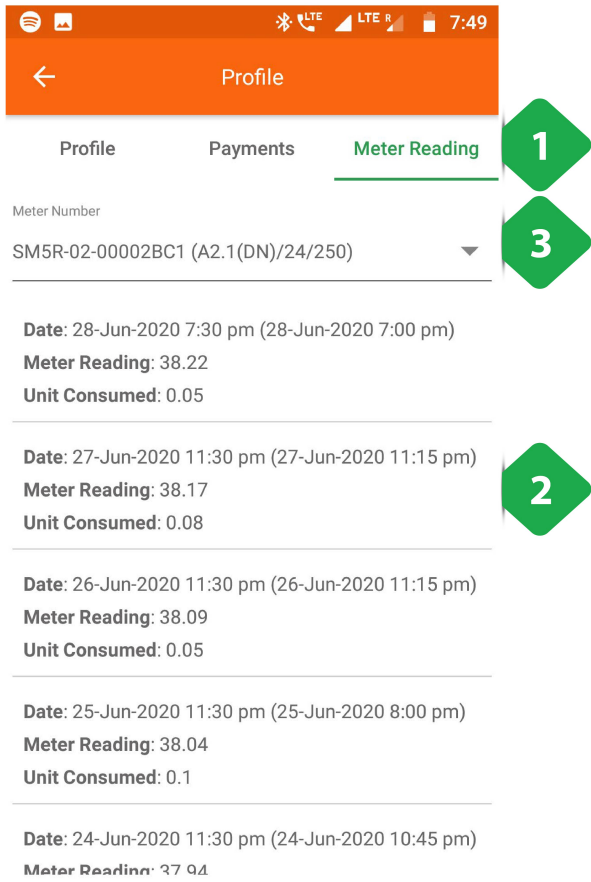 LTE LTE R 7:49
Profile
Profile Payments Meter Reading
1
Meter Number
SM5R-02-00002BC1 (A2.1(DN)/24/250)
3
Date: 28-Jun-2020 7:30 pm (28-Jun-2020 7:00 pm)
Meter Reading: 38.22
Unit Consumed: 0.05
Date: 27-Jun-2020 11:30 pm (27-Jun-2020 11:15 pm)
Meter Reading: 38.17
2
Unit Consumed: 0.08
Date: 26-Jun-2020 11:30 pm (26-Jun-2020 11:15 pm)
Meter Reading: 38.09
Unit Consumed: 0.05
Date: 25-Jun-2020 11:30 pm (25-Jun-2020 8:00 pm)
Meter Reading: 38.04
Unit Consumed: 0.1
Date: 24-Jun-2020 11:30 pm (24-Jun-2020 10:45 pm)
Meter Reading: 37.94